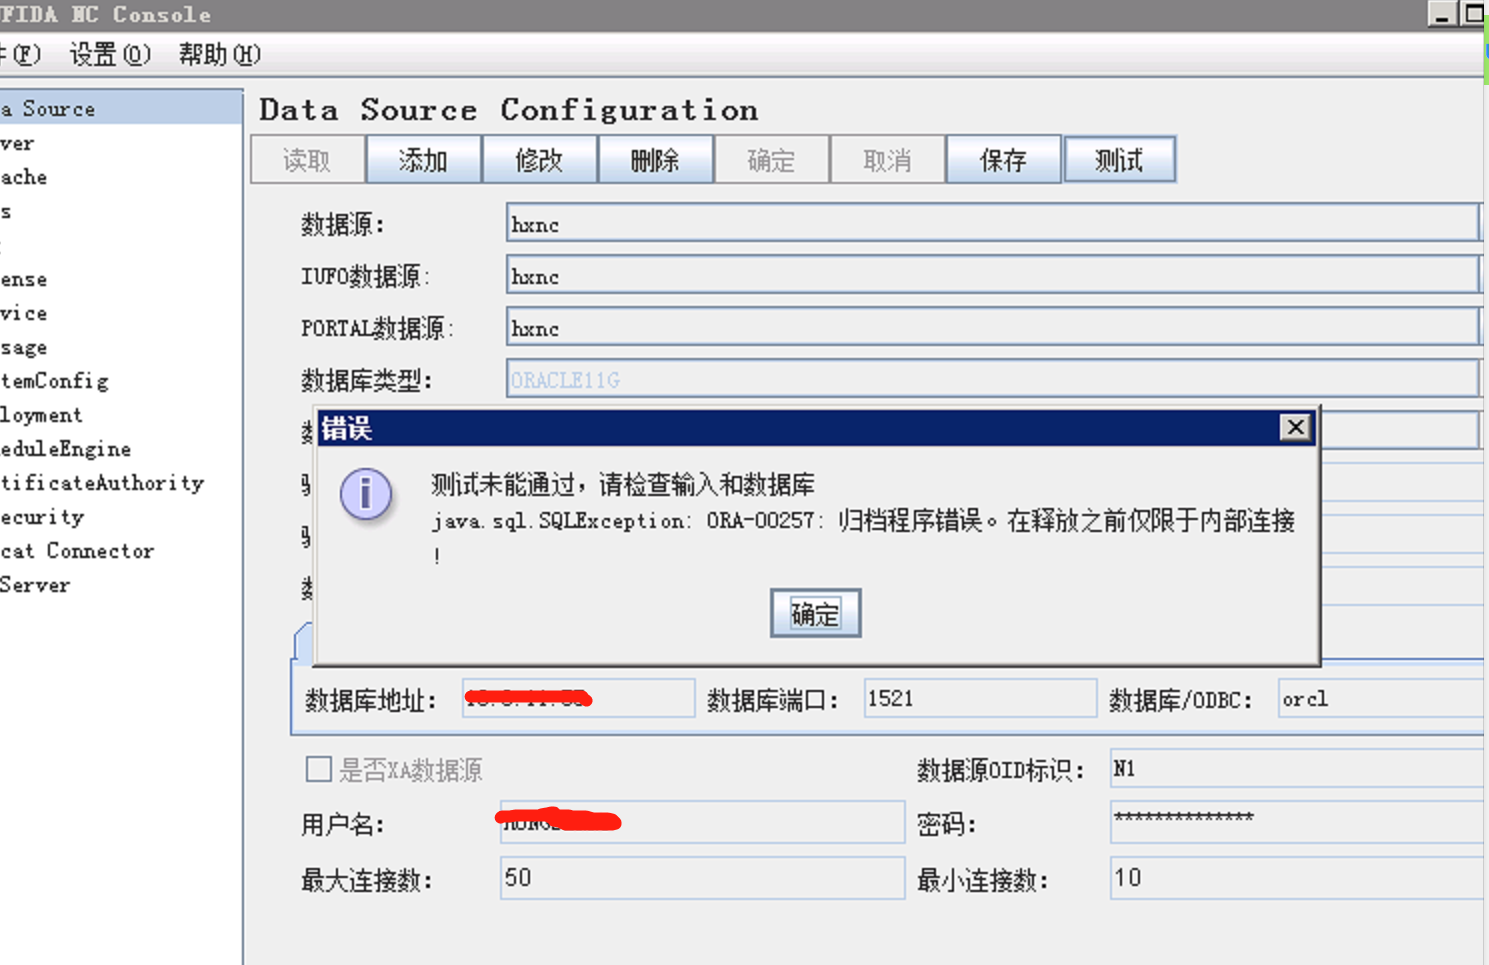 FIDA NC Console
(F) 设置(O) 帮助(H)
a Source
ver
ache
s
ense
vice
sage
temConfig
loyment
eduleEngine
tificateAuthority
ecurity
cat Connector
Server
Data Source Configuration
读取 添加 修改 删除 确定 取消 保存 测试
数据源: hxnc
IUFO数据源: hxnc
PORTAL数据源: hxnc
数据库类型: ORACLE11G
错误
测试未能通过，请检查输入和数据库
java.sql.SQLException: ORA-00257: 归档程序错误。在释放之前仅限于内部连接
!
确定
数据库地址: 数据库端口: 1521 数据库/ODBC: orcl
是否XA数据源 数据源OID标识: N1
用户名: 密码: **************
最大连接数: 50 最小连接数: 10